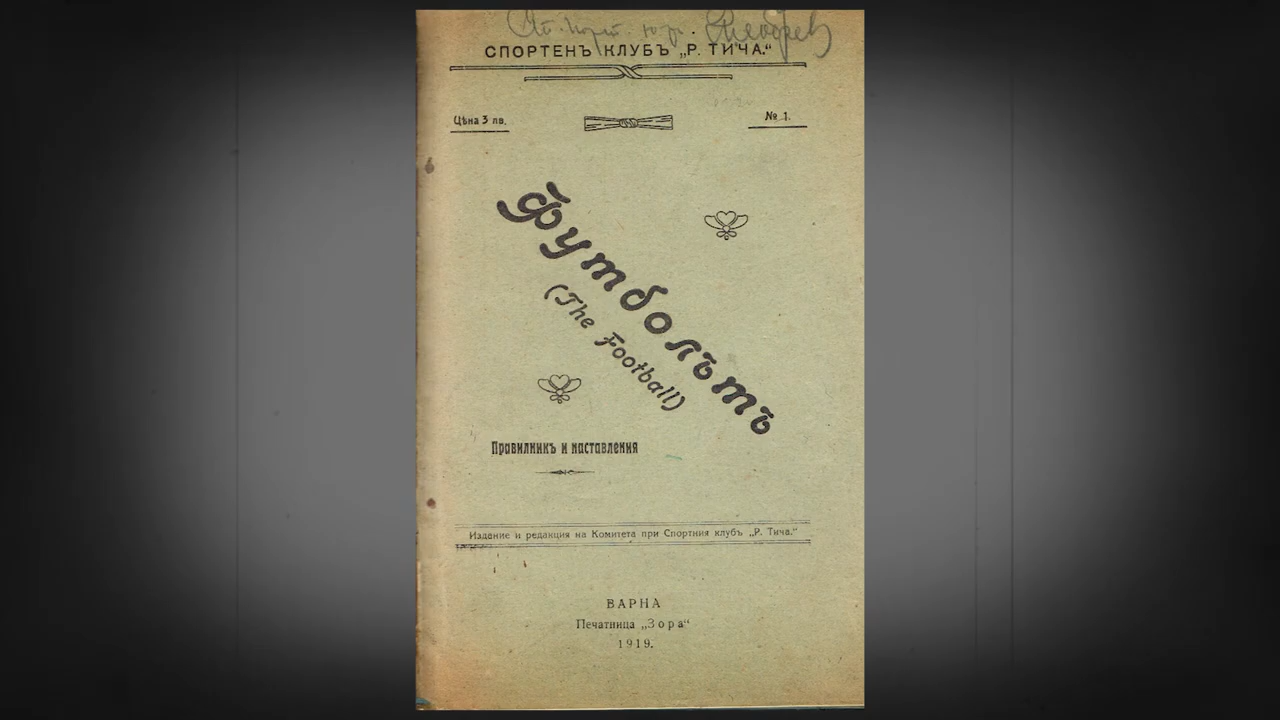 СПОРТЕНЪ КЛУБЪ „Р. ТИЧА.“
Цѣна 3 лв.
№ 1.
Футболътъ
(The Football)
Правилникъ и наставления
Издание и редакция на Комитета при Спортния клубъ „Р. Тича.“
ВАРНА
Печатница „Зора“
1919.